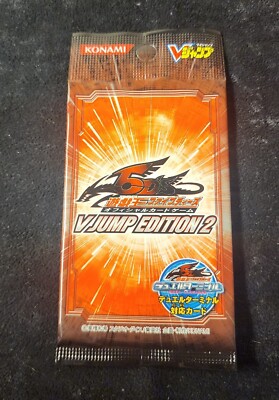 KONAMI
Vジャンプ
5D's
遊戯王ファイブディーズ
オフィシャルカードゲーム
V JUMP EDITION 2
デュエルターミナル
デュエルターミナル
対応カード